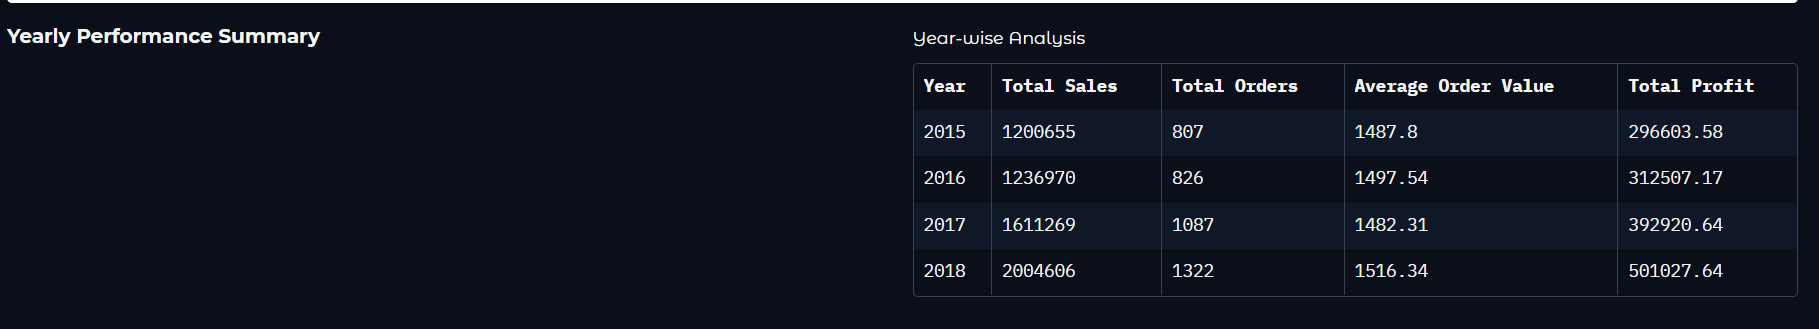 Yearly Performance Summary
Year-wise Analysis
Year Total Sales Total Orders Average Order Value Total Profit
2015 1200655 807 1487.8 296603.58
2016 1236970 826 1497.54 312507.17
2017 1611269 1087 1482.31 392920.64
2018 2004606 1322 1516.34 501027.64